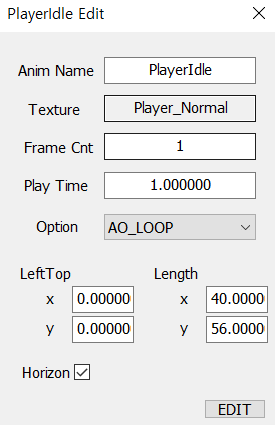 PlayerIdle Edit
Anim Name PlayerIdle
Texture Player_Normal
Frame Cnt 1
Play Time 1.000000
Option AO_LOOP
LeftTop Length
x 0.00000 x 40.0000
y 0.00000 y 56.0000
Horizon
EDIT